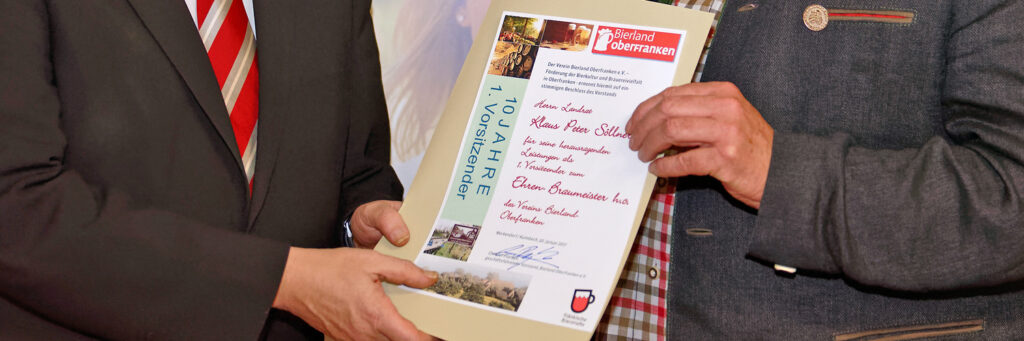 Bierland
oberfranken
Der Verein Bierland Oberfranken e.V. -
Förderung der Bierkultur und Brauereivielfalt
in Oberfranken - ernennt hiermit auf ein
stimmigen Beschluss des Vorstands
10 JAHRE
1. Vorsitzender
Herrn Landrat
Klaus Peter Söllner
für seine herausragenden
Leistungen als
1. Vorsitzender zum
Ehren-Braumeister h.c.
des Vereins Bierland
Oberfranken